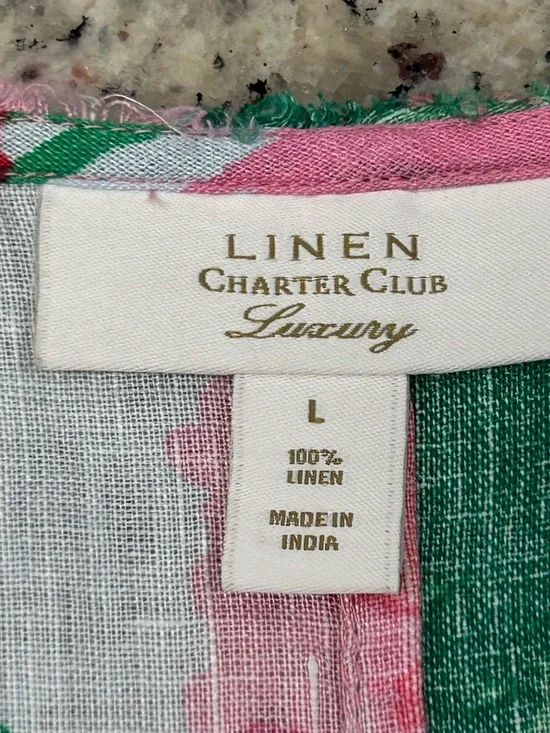 LINEN
CHARTER CLUB
Luxury
L
100%
LINEN
MADE IN
INDIA